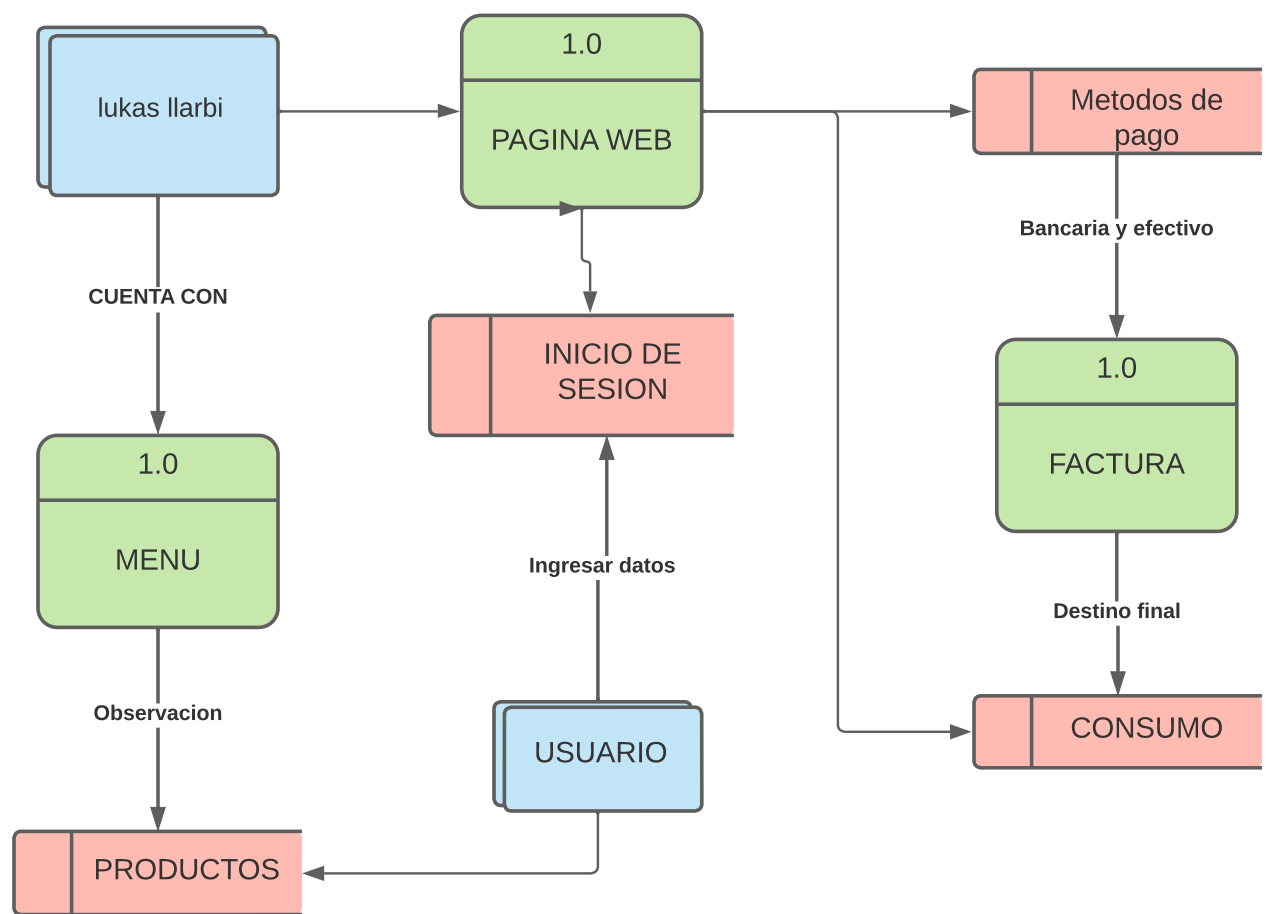 1.0
lukas llarbi
PAGINA WEB
Metodos de
pago
Bancaria y efectivo
CUENTA CON
INICIO DE
SESION
1.0
FACTURA
1.0
MENU
Ingresar datos
Destino final
Observacion
USUARIO
CONSUMO
PRODUCTOS